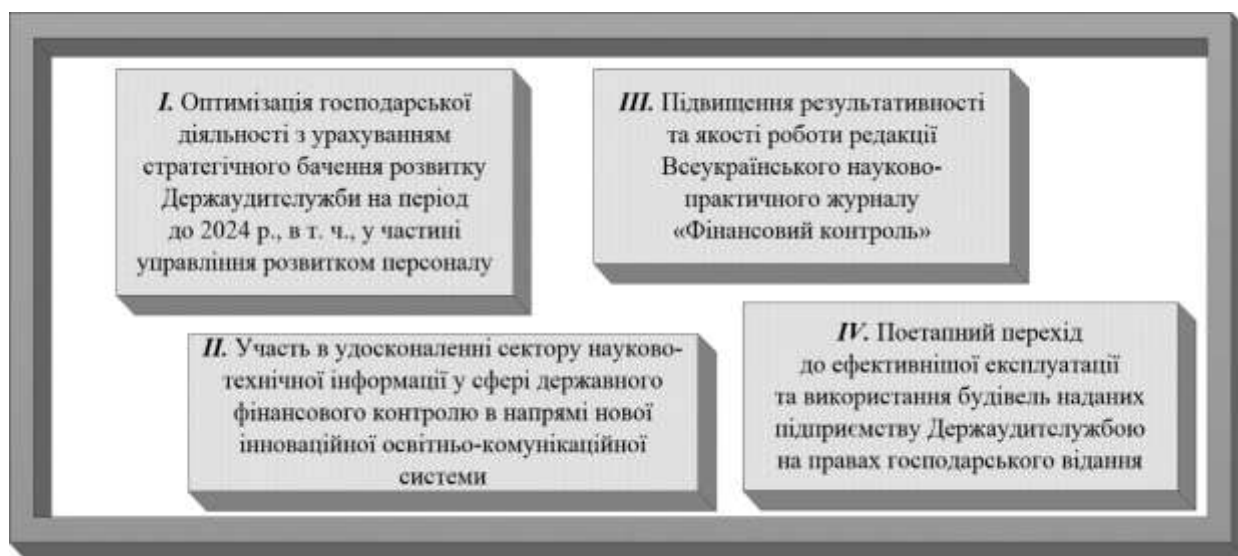 I. Оптимізація господарської
діяльності з урахуванням
стратегічного бачення розвитку
Держаудитслужби на період
до 2024 р., в т. ч., у частині
управління розвитком персоналу
II. Участь в удосконаленні сектору науково-
технічної інформації у сфері державного
фінансового контролю в напрямі нової
інноваційної освітньо-комунікаційної
системи
III. Підвищення результативності
та якості роботи редакції
Всеукраїнського науково-
практичного журналу
«Фінансовий контроль»
IV. Поетапний перехід
до ефективнішої експлуатації
та використання будівель наданих
підприємству Держаудитслужбою
на правах господарського відання